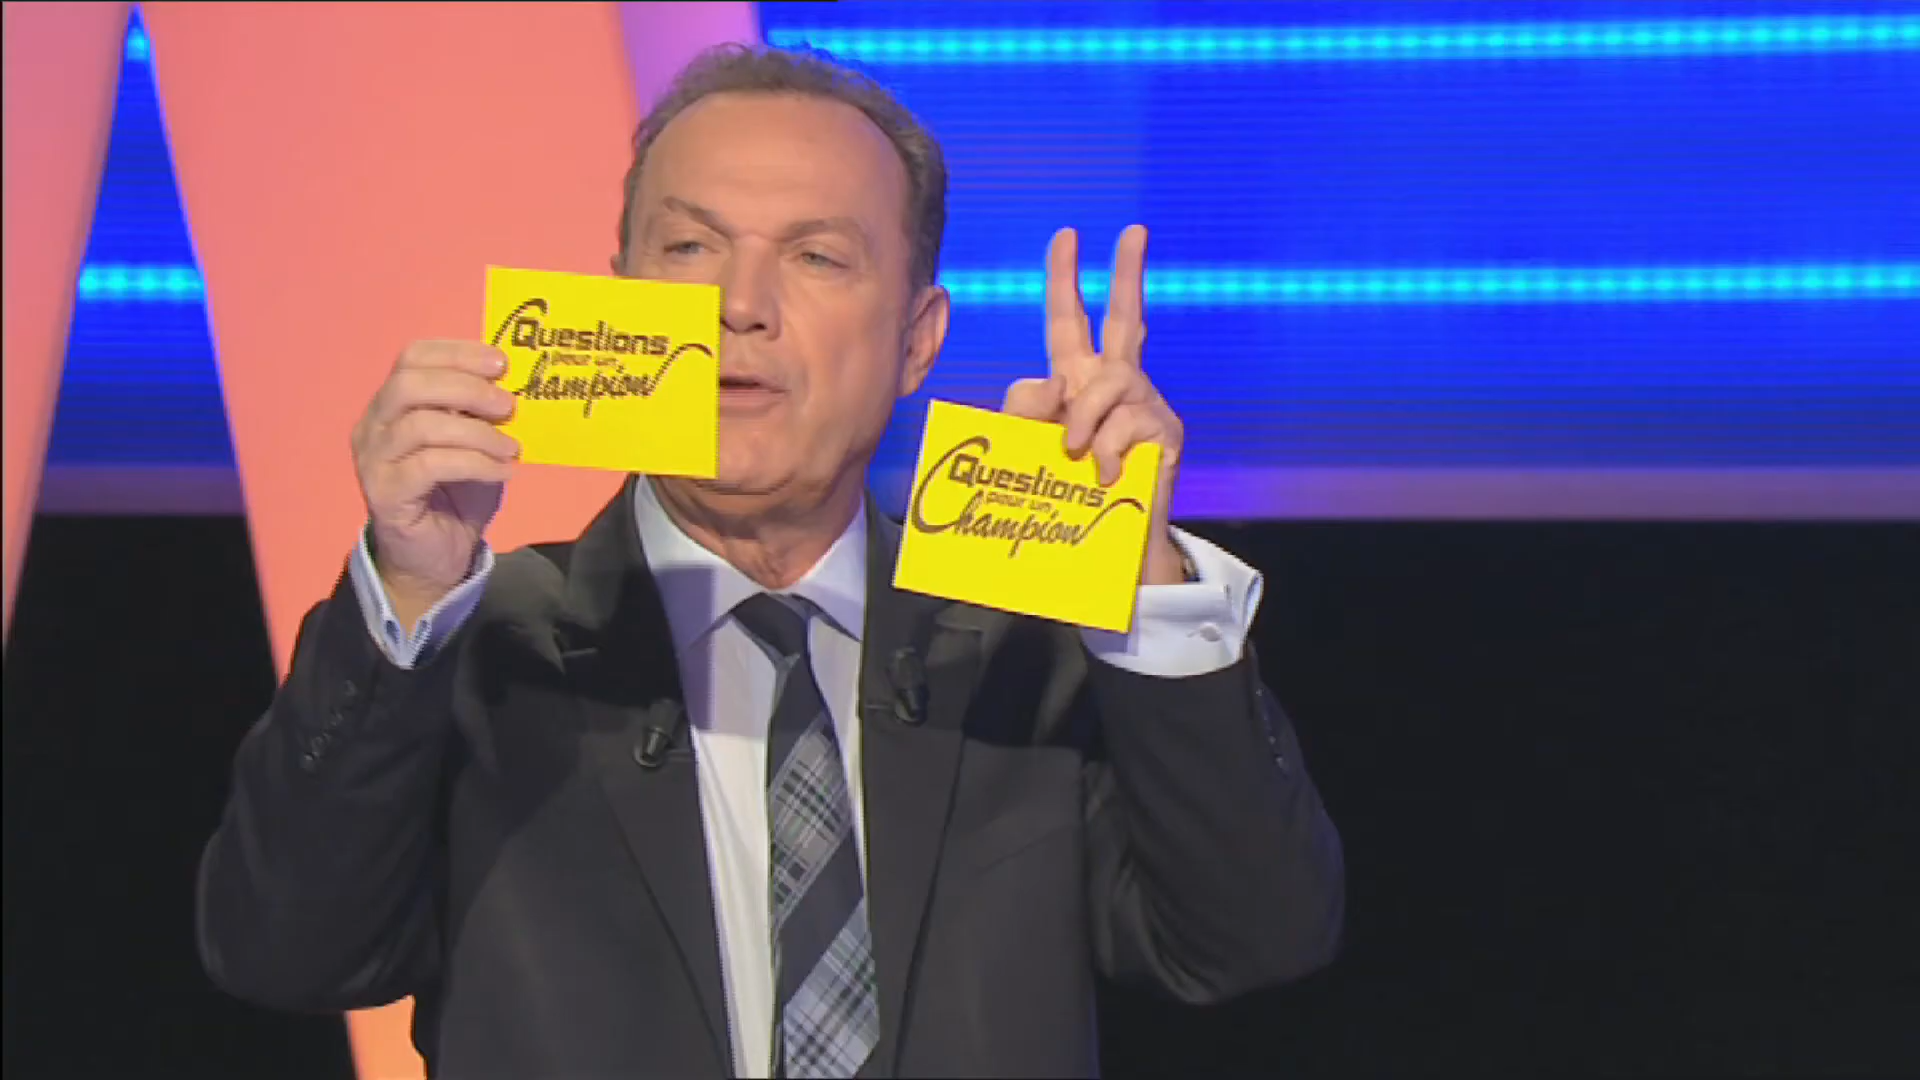 Questions
pour un
Champion
Questions
pour un
Champion